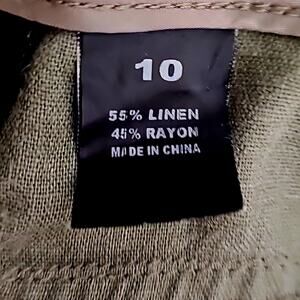 10
55% LINEN
45% RAYON
MADE IN CHINA